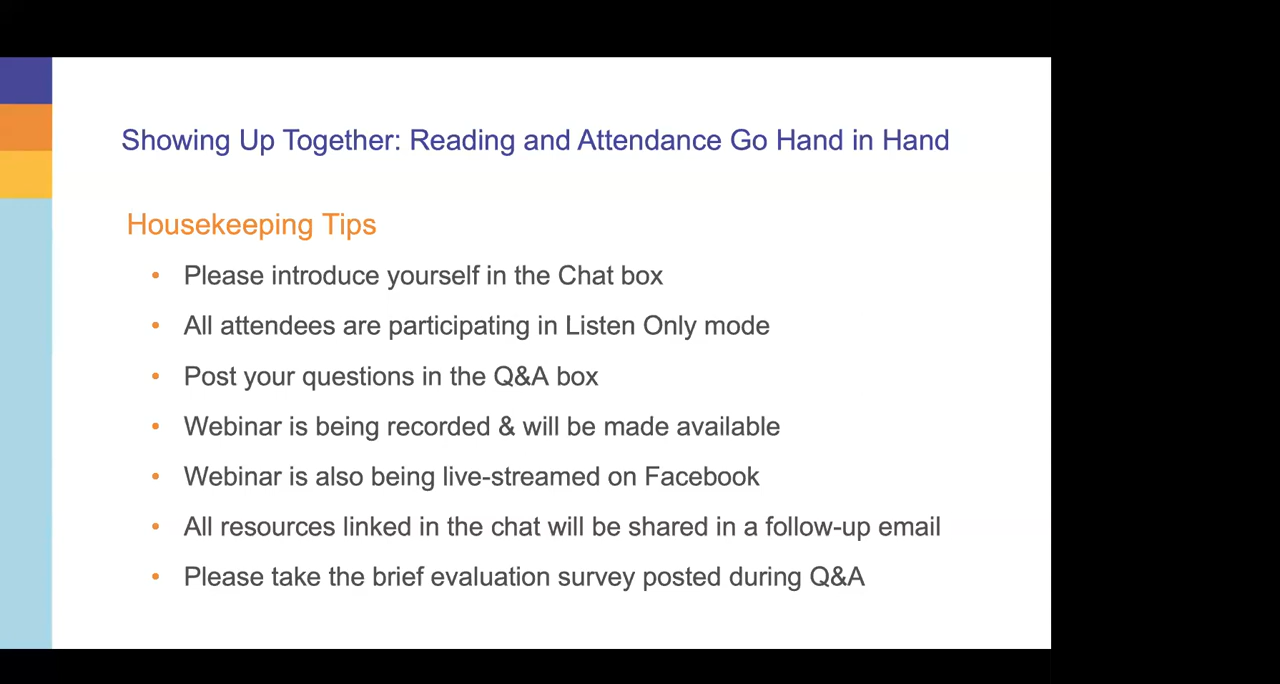 Showing Up Together: Reading and Attendance Go Hand in Hand
Housekeeping Tips
• Please introduce yourself in the Chat box
• All attendees are participating in Listen Only mode
• Post your questions in the Q&A box
• Webinar is being recorded & will be made available
• Webinar is also being live-streamed on Facebook
• All resources linked in the chat will be shared in a follow-up email
• Please take the brief evaluation survey posted during Q&A